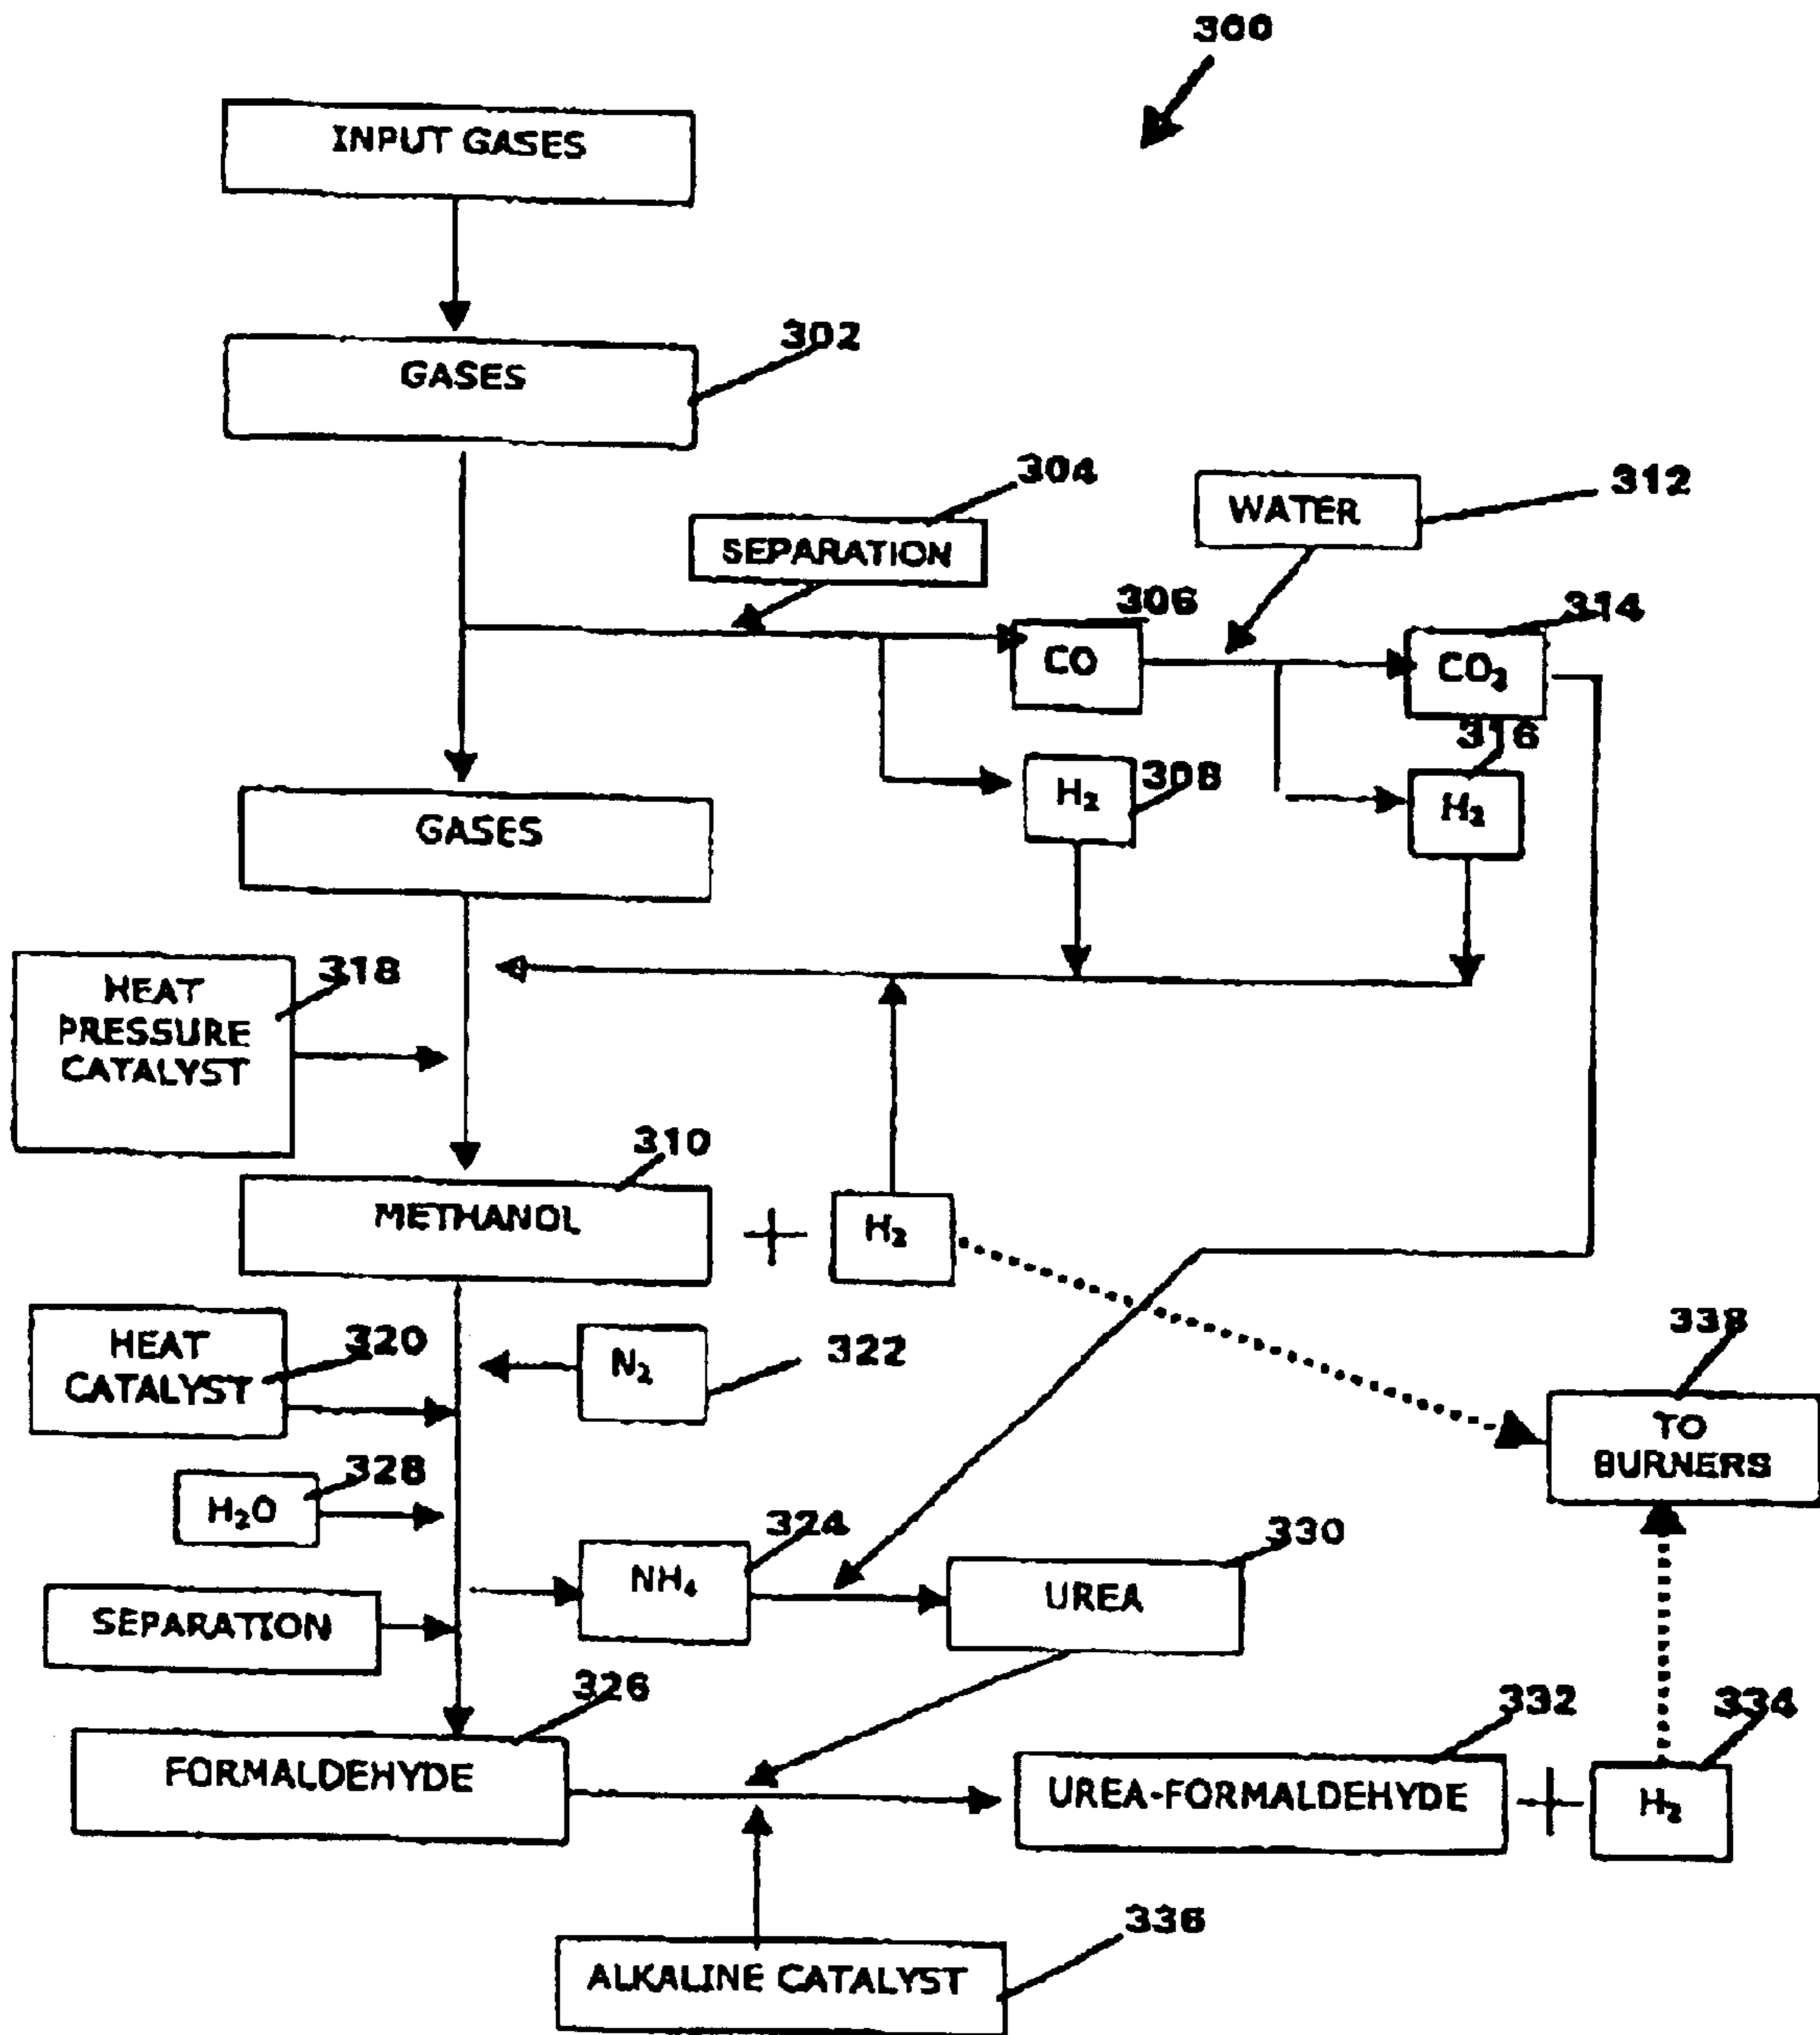 300
INPUT GASES
302
GASES
304
312
SEPARATION
WATER
306
314
CO
CO₂
316
308
H₂
H₂
GASES
318
HEAT
PRESSURE
CATALYST
310
METHANOL
+
H₂
320
HEAT
CATALYST
N₂
322
338
TO
BURNERS
328
H₂O
324
330
NH₄
UREA
SEPARATION
326
332
334
FORMALDEHYDE
UREA-FORMALDEHYDE
+
H₂
336
ALKALINE CATALYST